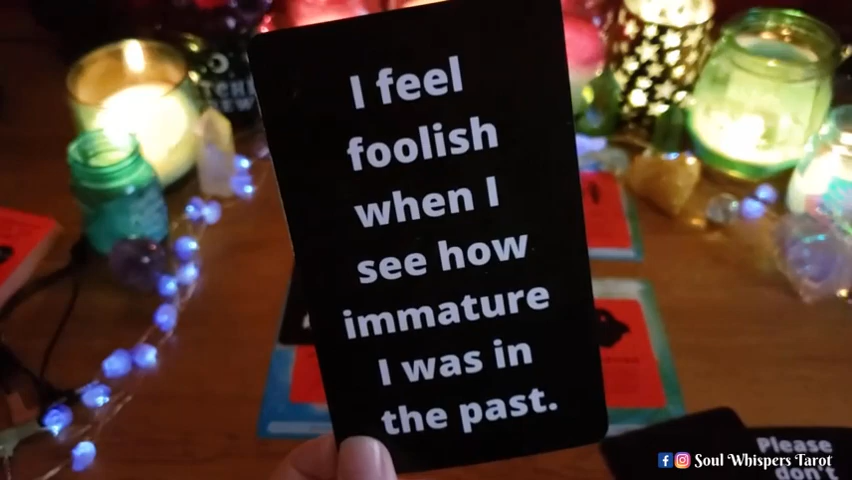 I feel
foolish
when I
see how
immature
I was in
the past.
Please
don't
Soul Whispers Tarot